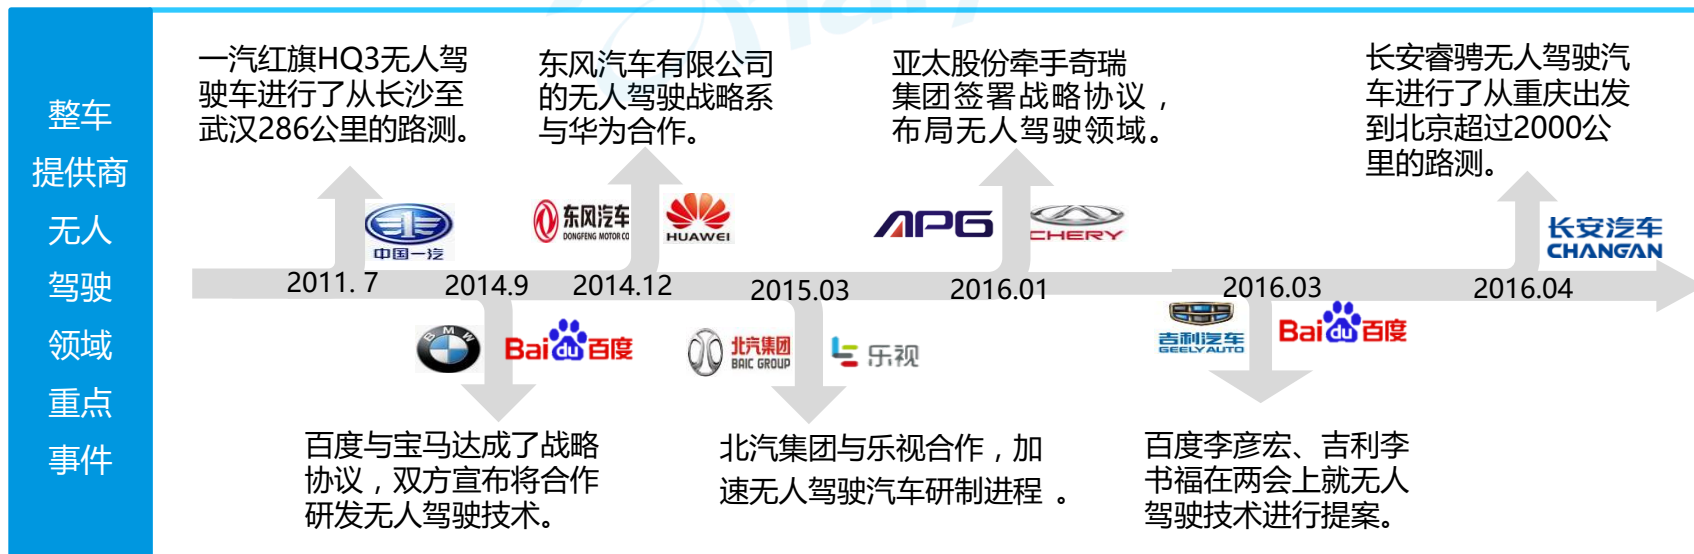 整车
提供商
无人
驾驶
领域
重点
事件
一汽红旗HQ3无人驾
驶车进行了从长沙至
武汉286公里的路测。
东风汽车有限公司
的无人驾驶战略系
与华为合作。
亚太股份牵手奇瑞
集团签署战略协议，
布局无人驾驶领域。
长安睿骋无人驾驶汽
车进行了从重庆出发
到北京超过2000公
里的路测。
中国一汽
东风汽车
DONGFENG MOTOR CO
HUAWEI
APG
CHERY
长安汽车
CHANGAN
2011.7
2014.9
2014.12
2015.03
2016.01
2016.03
2016.04
BMW
Bai du 百度
北汽集团
BAIC GROUP
乐视
吉利汽车
GEELY AUTO
Bai du 百度
百度与宝马达成了战略
协议，双方宣布将合作
研发无人驾驶技术。
北汽集团与乐视合作，加
速无人驾驶汽车研制进程 。
百度李彦宏、吉利李
书福在两会上就无人
驾驶技术进行提案。